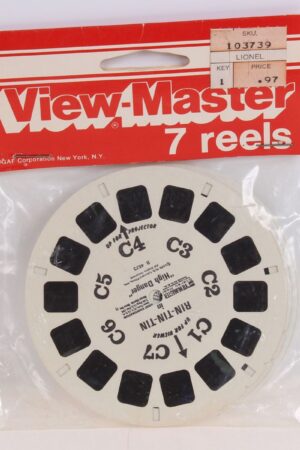 SKU.
103739
LIONEL
KEY PRICE
1 .97
View-Master®
7 reels
GAF Corporation New York, N.Y.
UP FOR PROJECTOR
C4
C3
C5
C2
C6
C1
C7
"High Danger"
in
RIN-TIN-TIN
UP FOR VIEWER